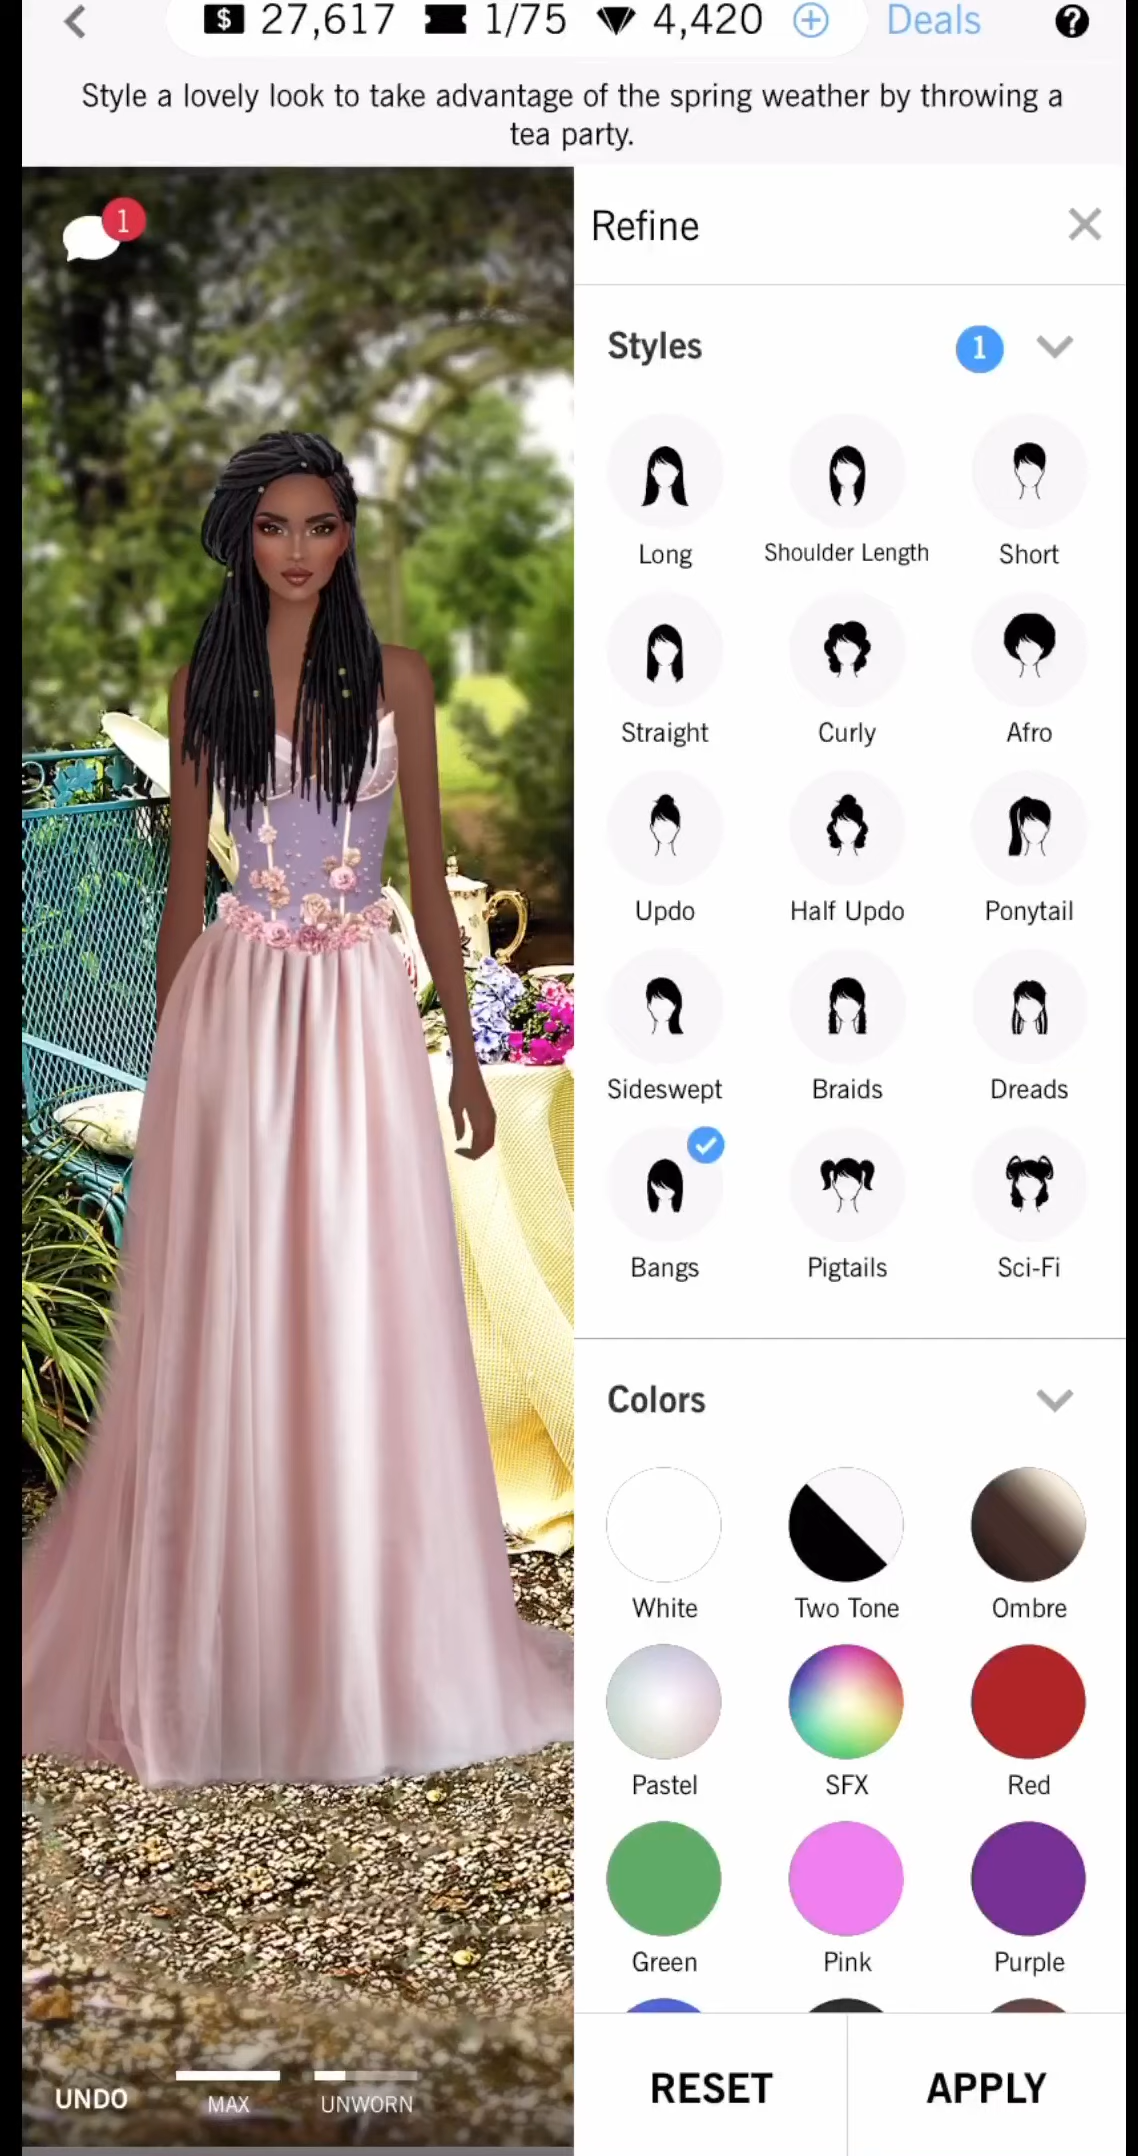 $ 27,617 1/75 4,420 + Deals ?
Style a lovely look to take advantage of the spring weather by throwing a
tea party.
1
Refine
Styles 1
Long Shoulder Length Short
Straight Curly Afro
Updo Half Updo Ponytail
Sideswept Braids Dreads
Bangs Pigtails Sci-Fi
Colors
White Two Tone Ombre
Pastel SFX Red
Green Pink Purple
UNDO MAX UNWORN
RESET APPLY